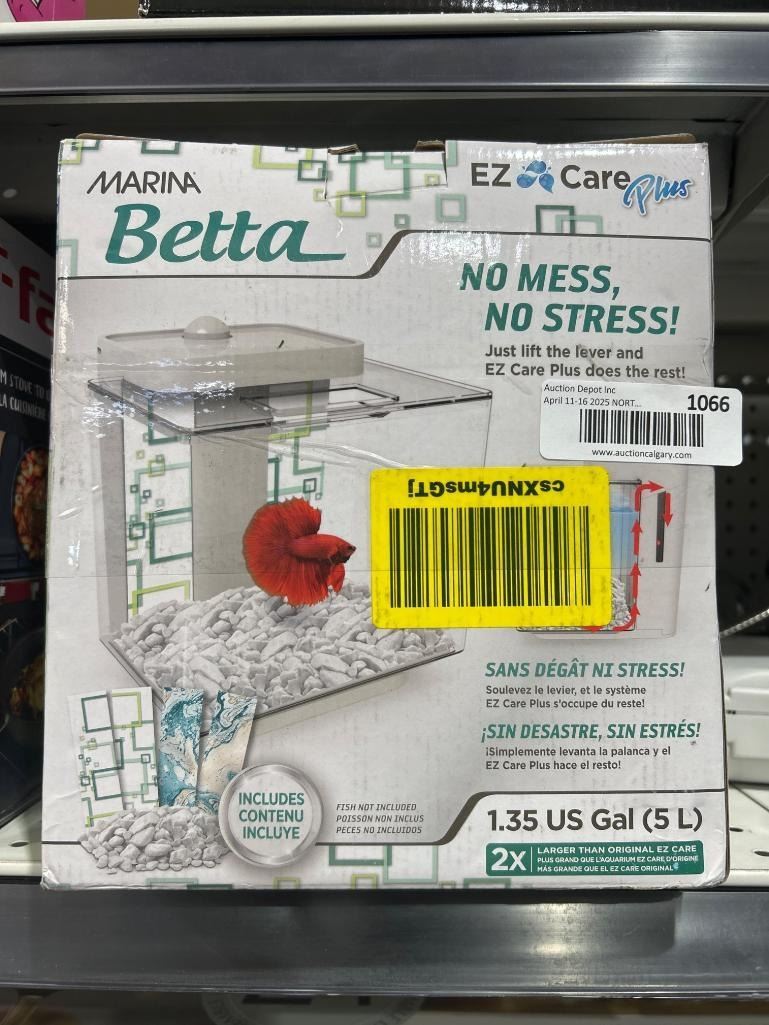 MARINA
Betta
EZ Care Plus
NO MESS,
NO STRESS!
Just lift the lever and
EZ Care Plus does the rest!
Auction Depot Inc
April 11-16 2025 NORT...
1066
www.auctioncalgary.com
csXNU4msGTj
SANS DÉGÂT NI STRESS!
Soulevez le levier, et le système
EZ Care Plus s'occupe du reste!
¡SIN DESASTRE, SIN ESTRÉS!
¡Simplemente levanta la palanca y el
EZ Care Plus hace el resto!
INCLUDES
CONTENU
INCLUYE
FISH NOT INCLUDED
POISSON NON INCLUS
PECES NO INCLUIDOS
1.35 US Gal (5 L)
2X
LARGER THAN ORIGINAL EZ CARE
PLUS GRAND QUE L'AQUARIUM EZ CARE D'ORIGINE
MÁS GRANDE QUE EL EZ CARE ORIGINAL
-fa
M STOVE TO
LA CUISINIÈRE